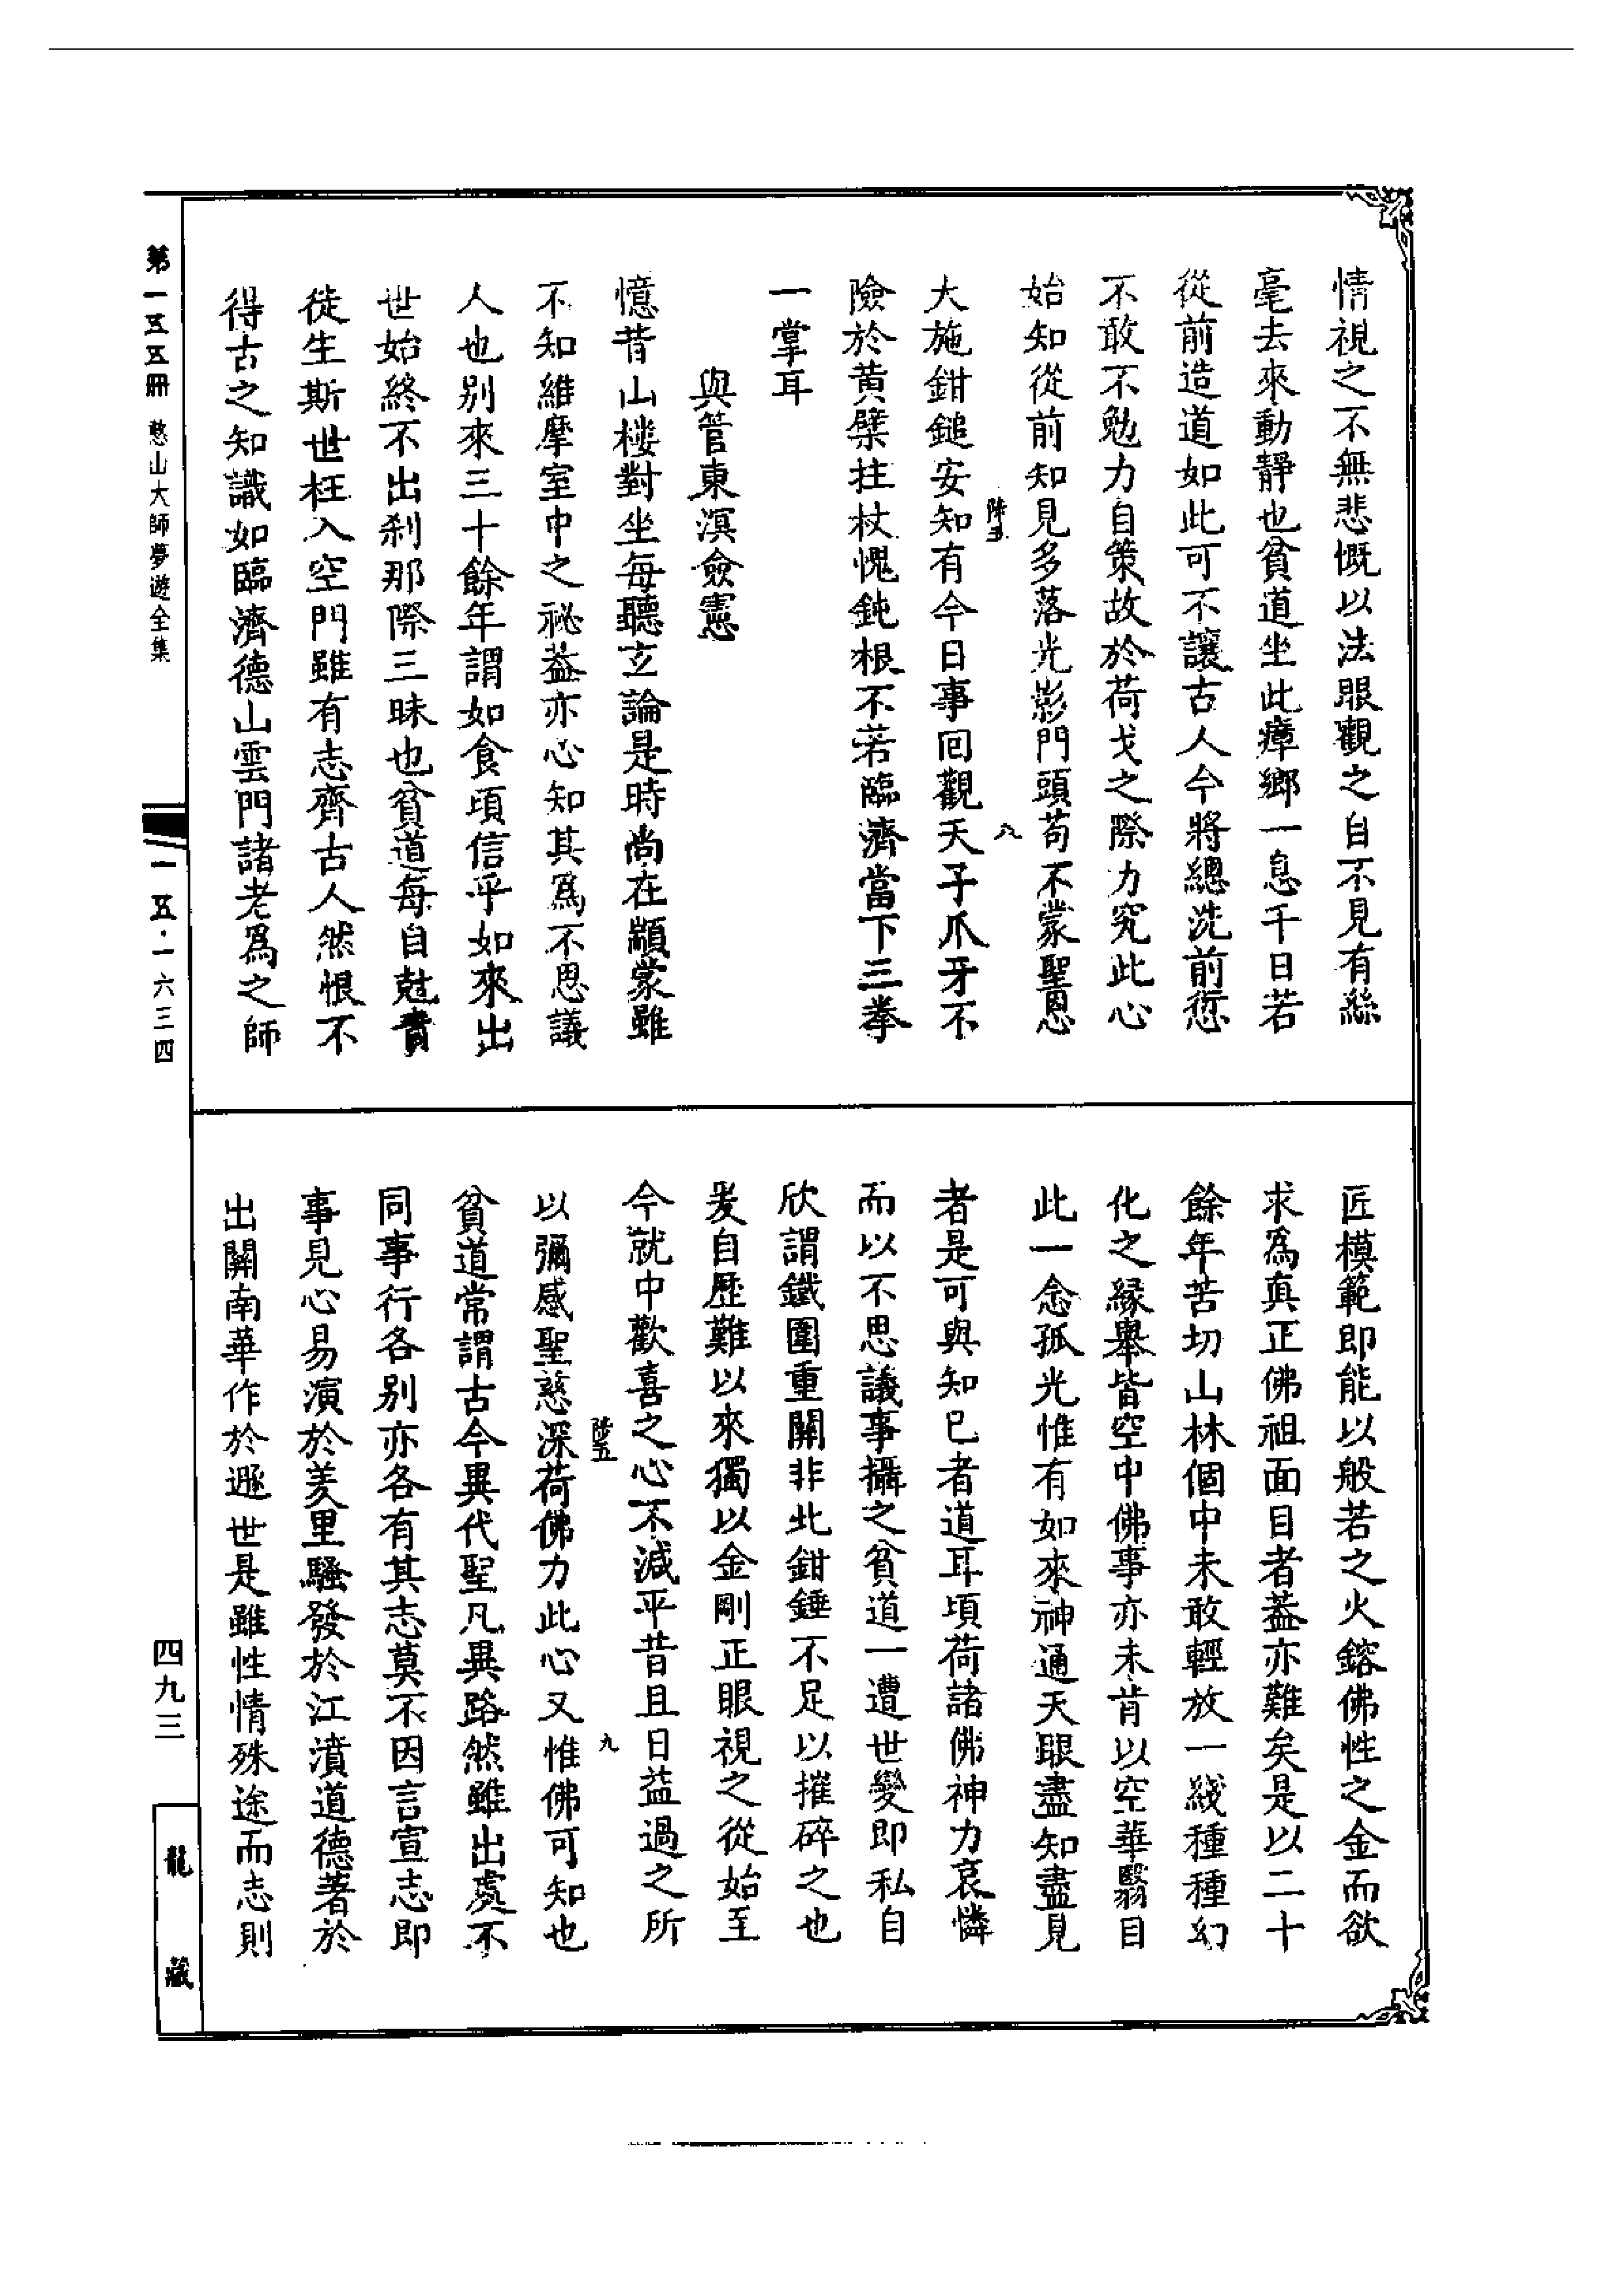 情視之不無悲慨以法眼觀之自不見有絲
毫去來動靜也貧道坐此瘴鄉一息千日若
從前造道如此可不讓古人今將總洗前愆
不敢不勉力自策故於荷戈之際力究此心
始知從前知見多落光影門頭苟不蒙聖恩
陟五 八
大施鉗鎚安知有今日事回觀天子爪牙不
險於黄檗拄杖愧鈍根不若臨濟當下三拳
一掌耳
與管東溟僉憲
憶昔山樓對坐每聽玄論是時尚在顓蒙雖
不知維摩室中之祕益亦心知其爲不思議
人也別來三十餘年謂如食頃信乎如來出
世始終不出剎那際三昧也貧道每自尅責
徒生斯世枉入空門雖有志齊古人然恨不
得古之知識如臨濟德山雲門諸老爲之師
匠模範即能以般若之火鎔佛性之金而欲
求爲真正佛祖面目者葢亦難矣是以二十
餘年苦切山林個中未敢輕放一綫種種幻
化之緣舉皆空中佛事亦未肯以空華翳目
此一念孤光惟有如來神通天眼盡知盡見
者是可與知已者道耳頃荷諸佛神力哀憐
而以不思議事攝之貧道一遭世變即私自
欣謂鐵圍重關非此鉗錘不足以摧碎之也
爰自歷難以來獨以金剛正眼視之從始至
今就中歡喜之心不減平昔且日益過之所
陟五 九
以彌感聖慈深荷佛力此心又惟佛可知也
貧道常謂古今異代聖凡異路然雖出處不
同事行各別亦各有其志莫不因言宣志即
事見心易演於羑里騷發於江濆道德著於
出關南華作於遯世是雖性情殊途而志則
第一五五冊 憨山大師夢遊全集
一五·一六三四
四九三
龍藏